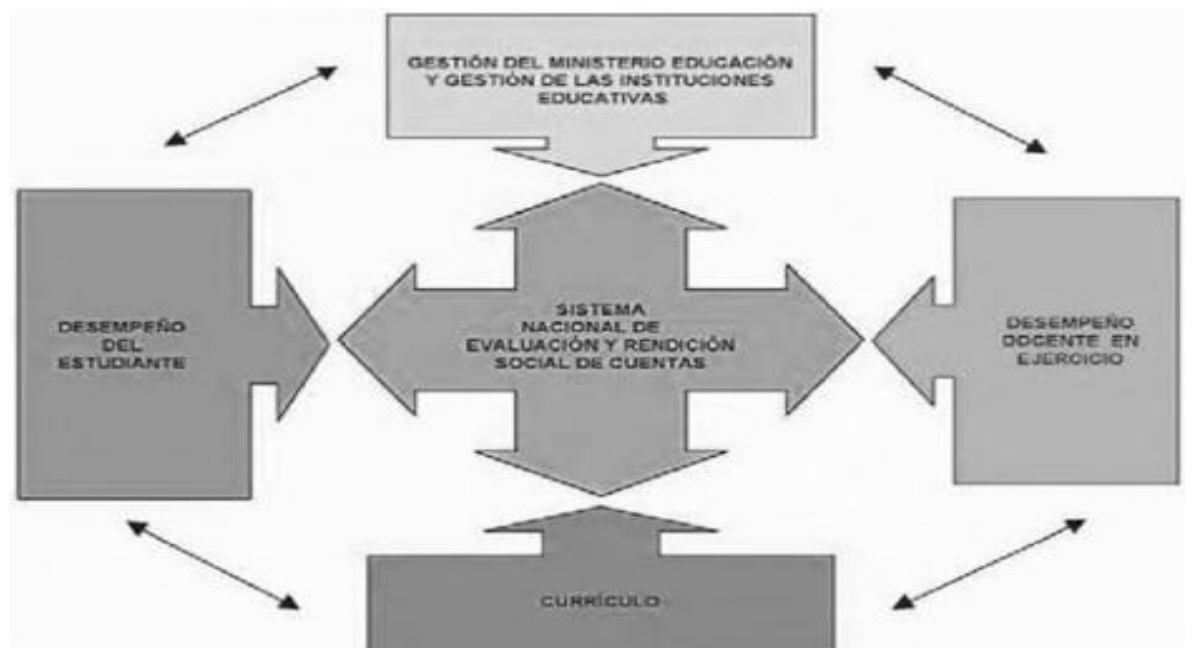 GESTIÓN DEL MINISTERIO EDUCACIÓN
Y GESTIÓN DE LAS INSTITUCIONES
EDUCATIVAS
DESEMPEÑO
DEL
ESTUDIANTE
SISTEMA
NACIONAL DE
EVALUACIÓN Y RENDICIÓN
SOCIAL DE CUENTAS
DESEMPEÑO
DOCENTE EN
EJERCICIO
CURRÍCULO